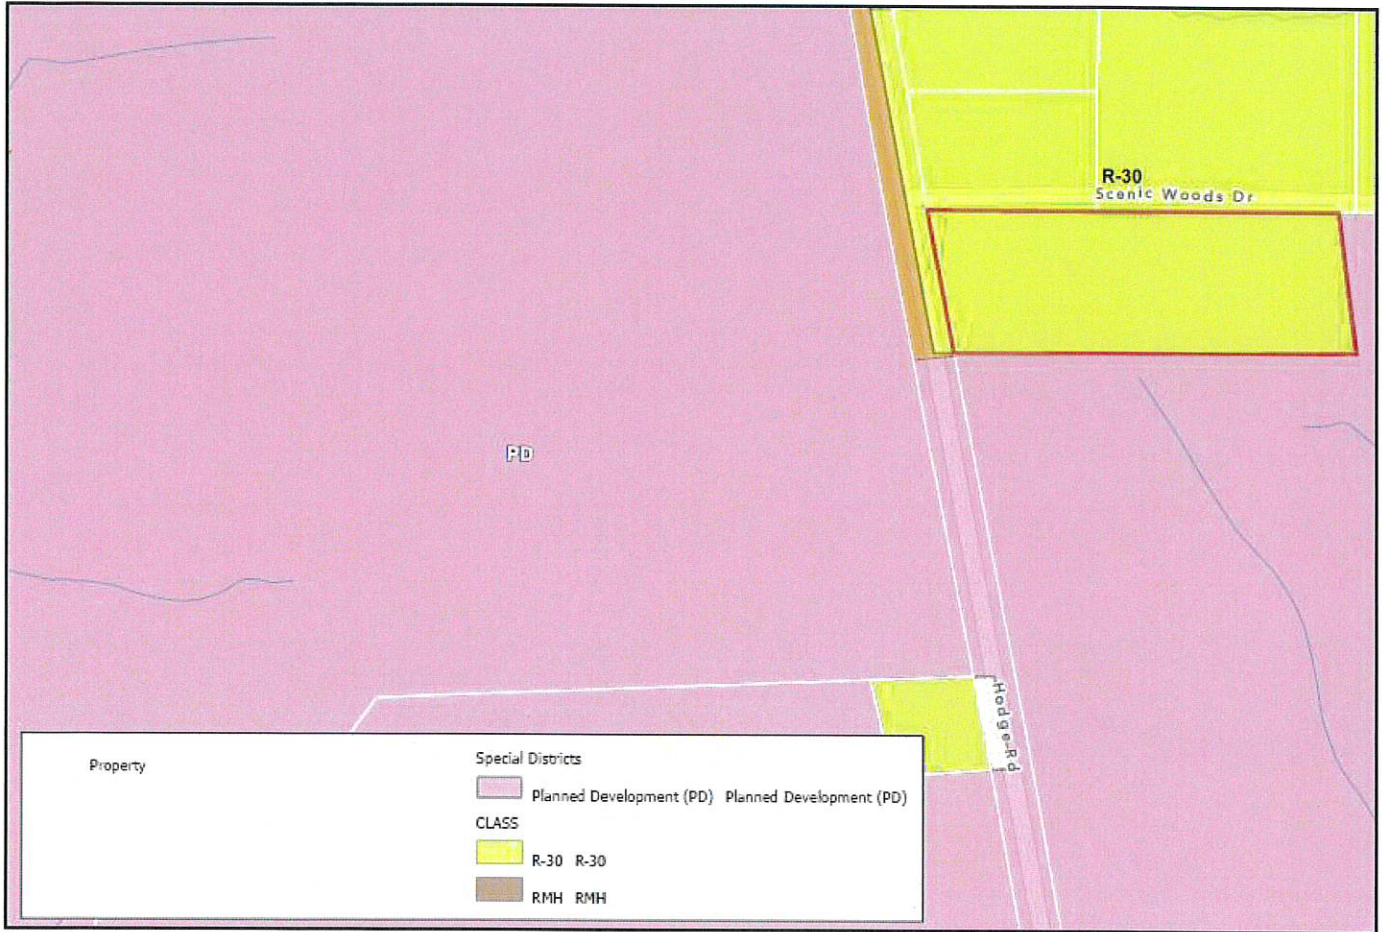 R-30
Scenic Woods Dr
PD
Hodge Rd
Property
Special Districts
Planned Development (PD) Planned Development (PD)
CLASS
R-30 R-30
RMH RMH